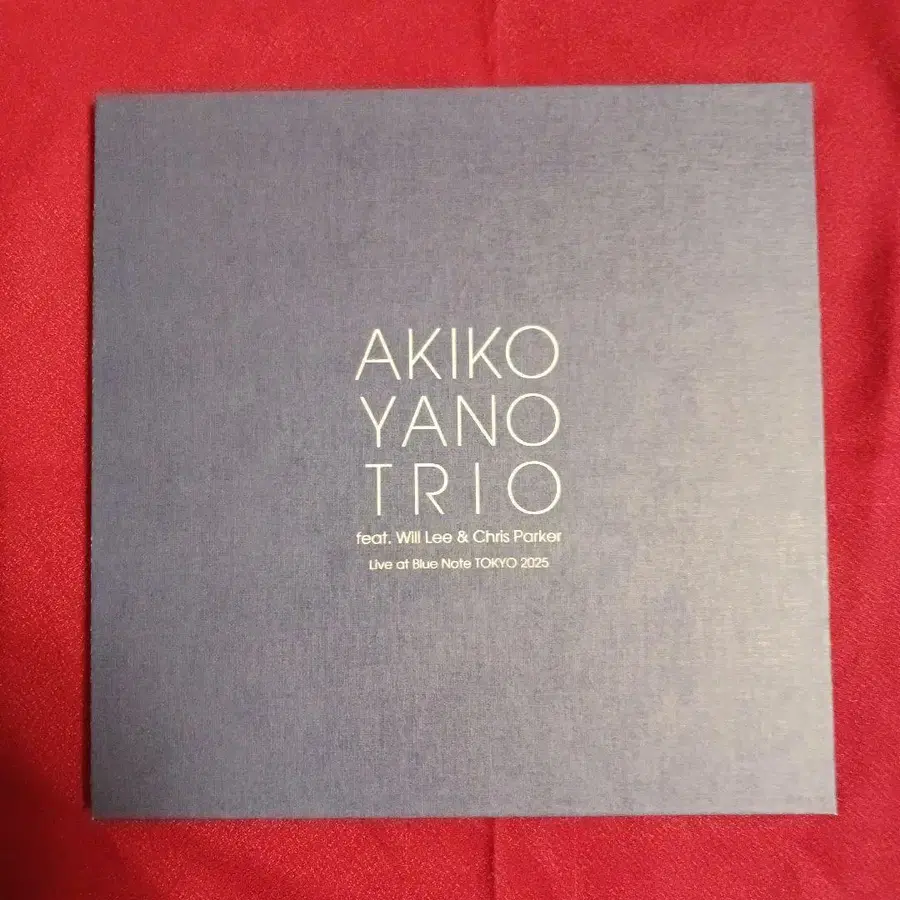 AKIKO
YANO
TRIO
feat. Will Lee & Chris Parker
Live at Blue Note TOKYO 2025